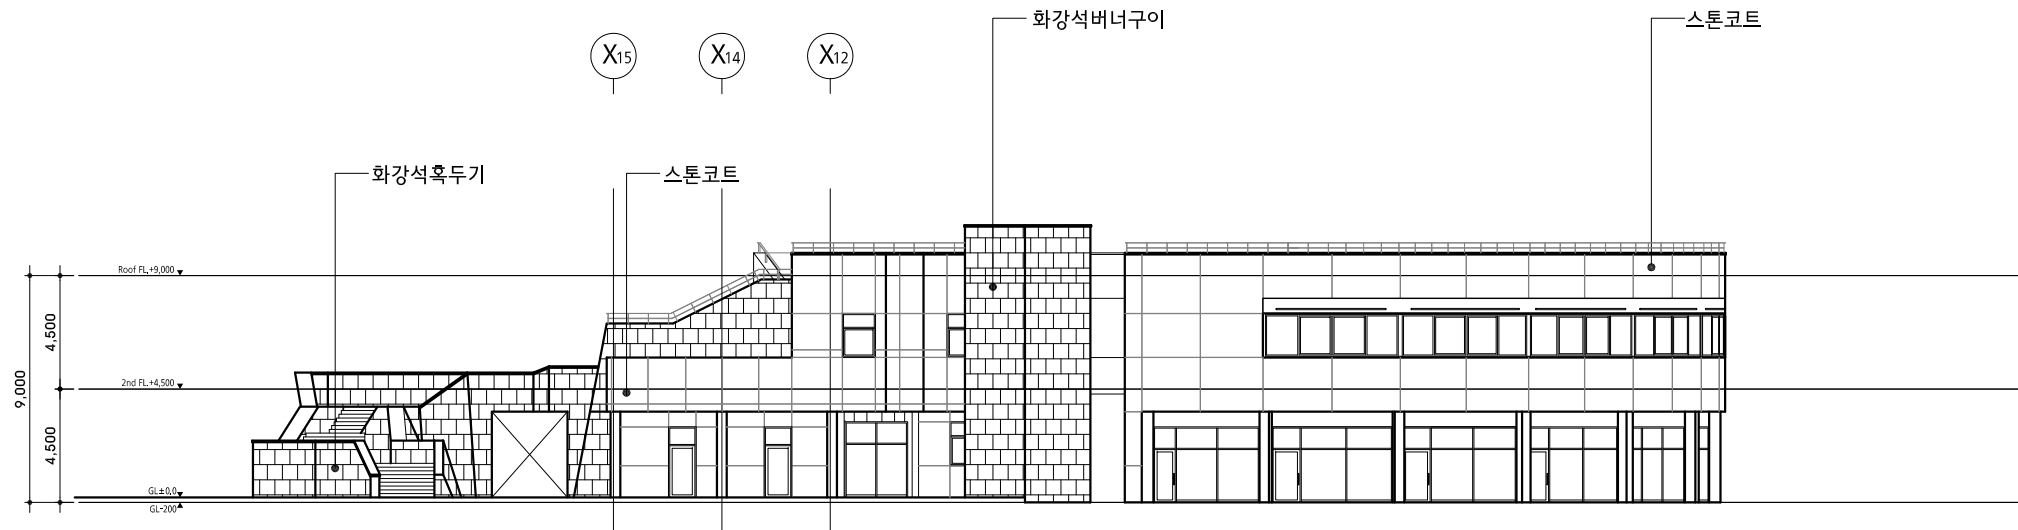 화강석버너구이
스톤코트
X15
X14
X12
화강석혹두기
스톤코트
Roof FL.+9,000
4,500
2nd FL.+4,500
9,000
4,500
GL±0.0
GL-200